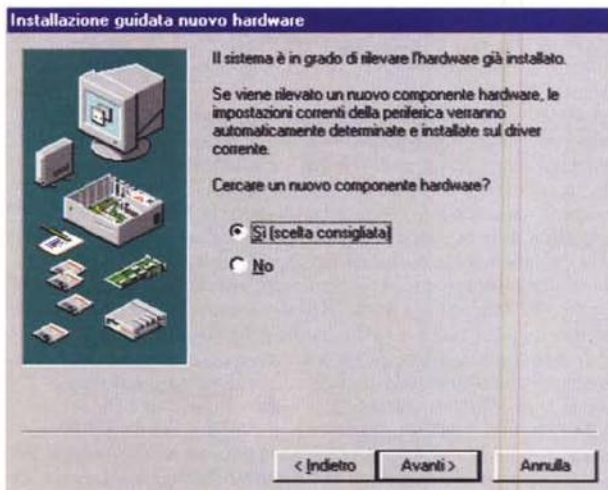 Installazione guidata nuovo hardware
Il sistema è in grado di rilevare l'hardware già installato.
Se viene rilevato un nuovo componente hardware, le
impostazioni correnti della periferica verranno
automaticamente determinate e installate sul driver
corrente.
Cercare un nuovo componente hardware?
Sì (scelta consigliata)
No
< Indietro
Avanti >
Annulla